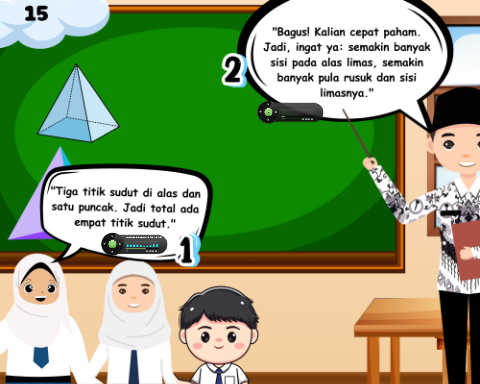 15
1
"Tiga titik sudut di alas dan
satu puncak. Jadi total ada
empat titik sudut."
2
"Bagus! Kalian cepat paham.
Jadi, ingat ya: semakin banyak
sisi pada alas limas, semakin
banyak pula rusuk dan sisi
limasnya."